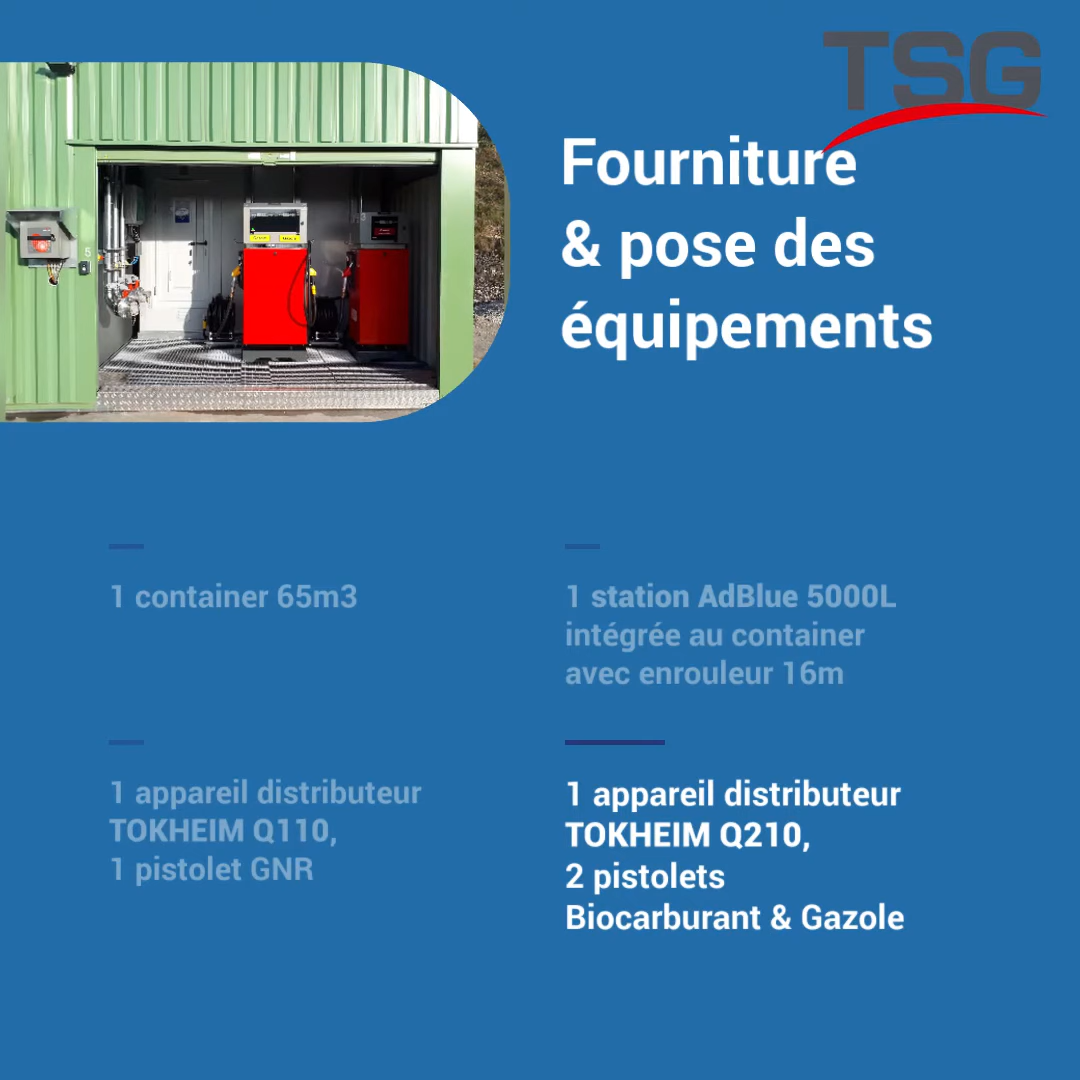 TSG
Fourniture
& pose des
équipements
5
1 container 65m3
1 station AdBlue 5000L
intégrée au container
avec enrouleur 16m
1 appareil distributeur
TOKHEIM Q110,
1 pistolet GNR
1 appareil distributeur
TOKHEIM Q210,
2 pistolets
Biocarburant & Gazole